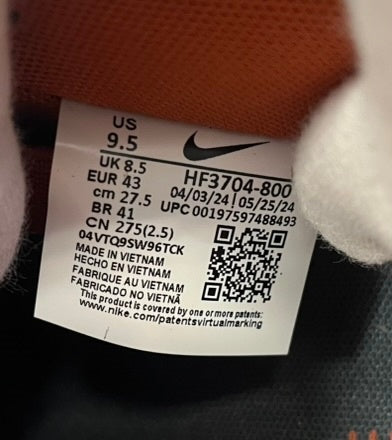 US
9.5
UK 8.5
EUR 43
cm 27.5
BR 41
CN 275(2.5)
04VTQ9SW96TCK
HF3704-800
04/03/24 | 05/25/24
UPC 00197597488493
MADE IN VIETNAM
HECHO EN VIETNAM
FABRIQUE AU VIETNAM
FABRICADO NO VIETNÃ
This product is covered by one or more patents:
www.nike.com/patentsvirtualmarking